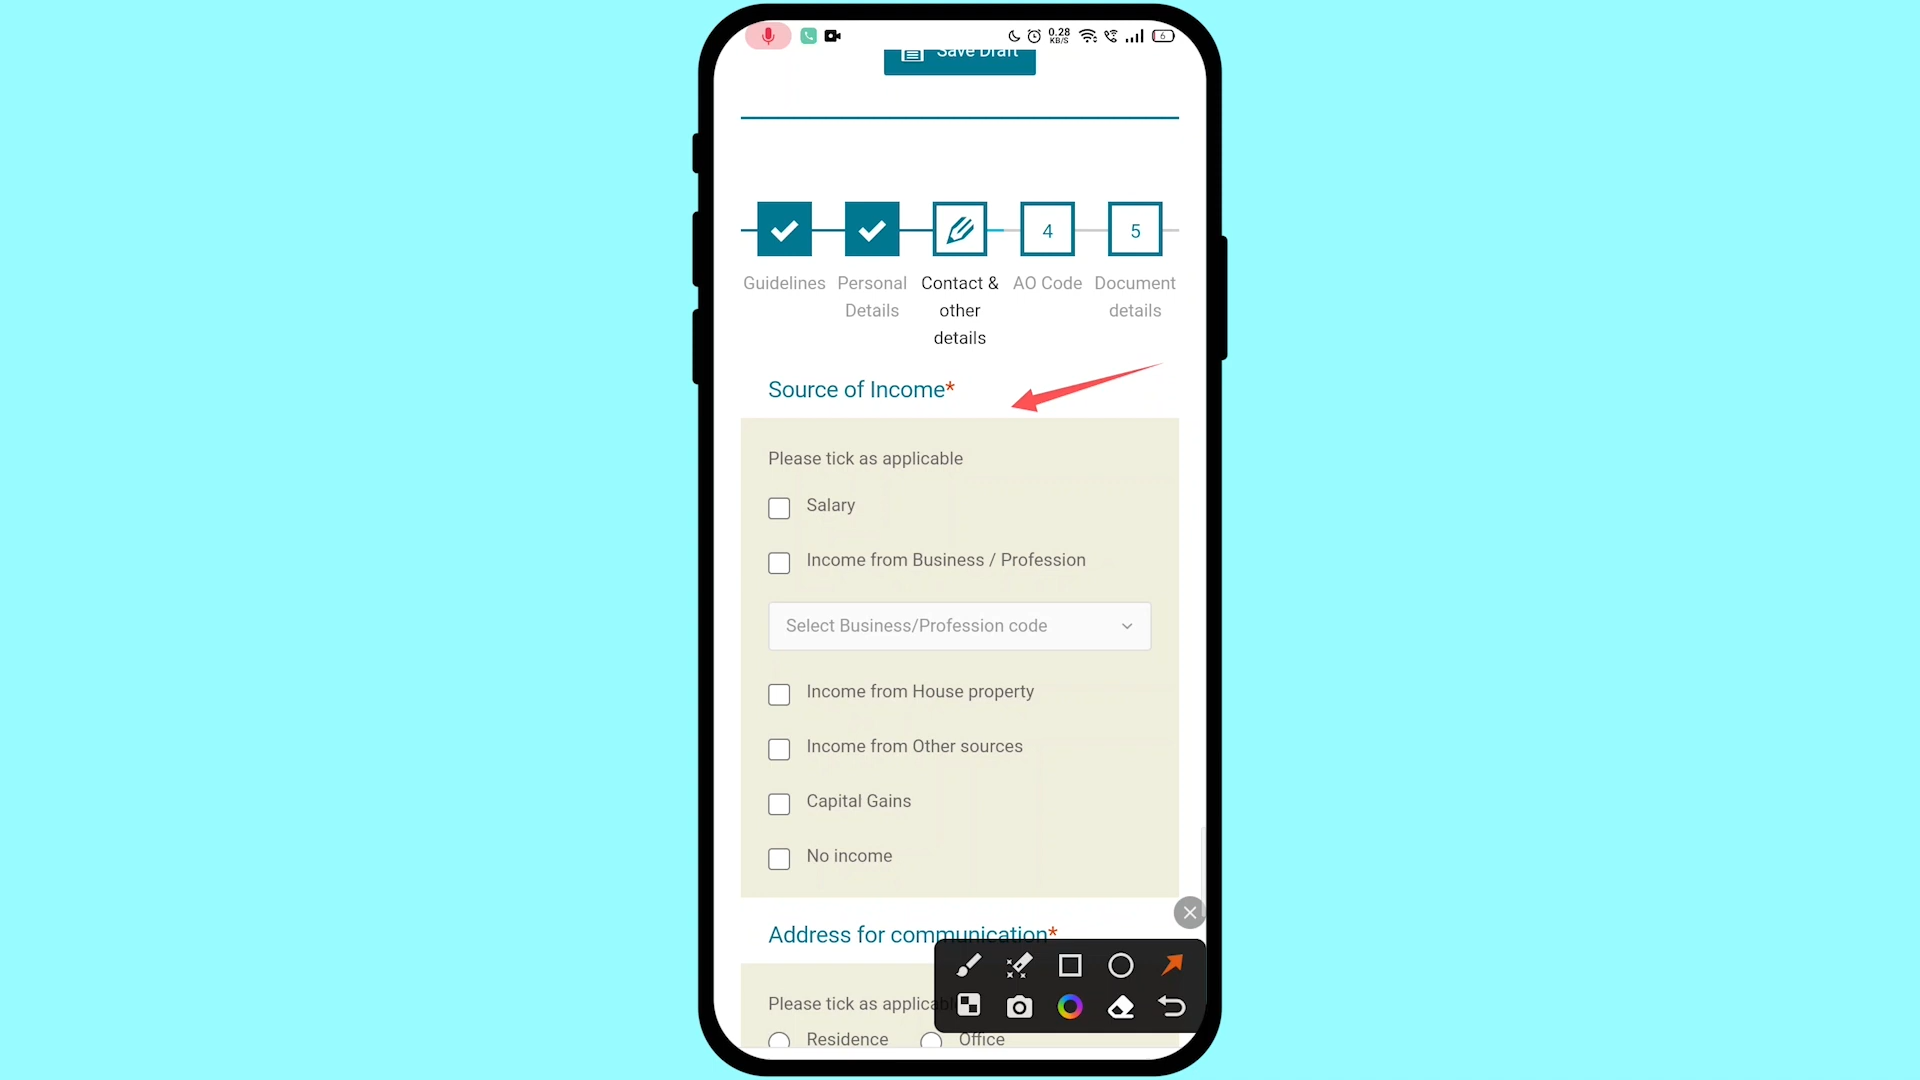 0.28
KB/S
6
Save Draft
4
5
Guidelines
Personal
Details
Contact &
other
details
AO Code
Document
details
Source of Income*
Please tick as applicable
Salary
Income from Business / Profession
Select Business/Profession code
Income from House property
Income from Other sources
Capital Gains
No income
Address for communication*
Please tick as applicable
Residence
Office